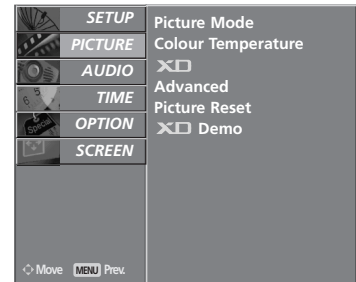 SETUP
PICTURE
AUDIO
TIME
OPTION
SCREEN
Move MENU Prev.
Picture Mode
Colour Temperature
XD
Advanced
Picture Reset
XD Demo